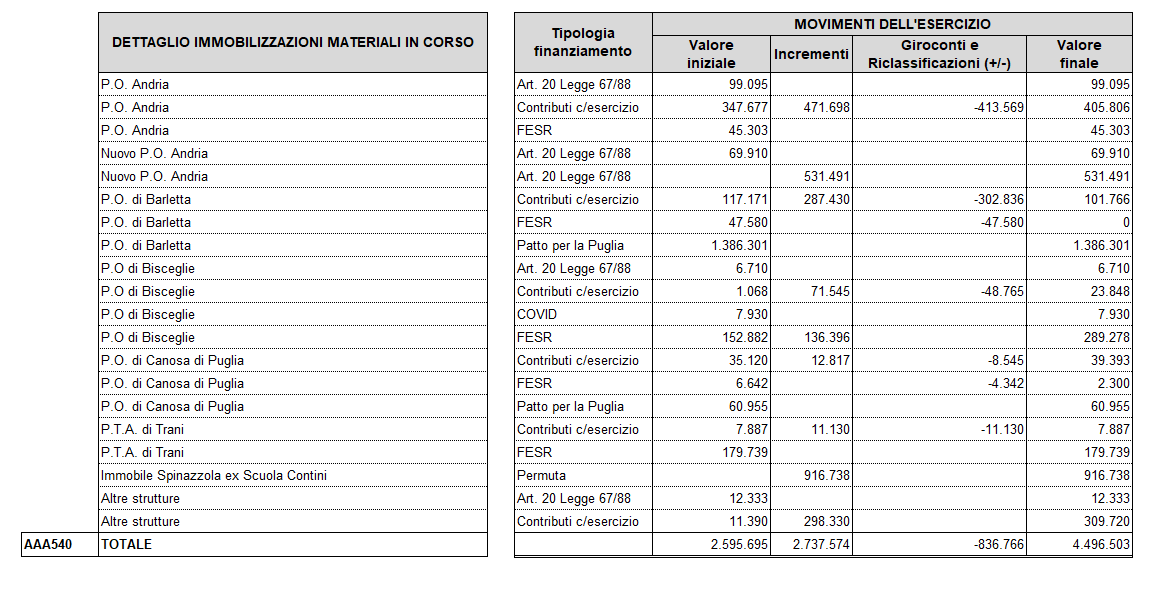 DETTAGLIO IMMOBILIZZAZIONI MATERIALI IN CORSO
Tipologia finanziamento
MOVIMENTI DELL'ESERCIZIO
Valore iniziale
Incrementi
Giroconti e Riclassificazioni (+/-)
Valore finale
P.O. Andria Art. 20 Legge 67/88 99.095 99.095
P.O. Andria Contributi c/esercizio 347.677 471.698 -413.569 405.806
P.O. Andria FESR 45.303 45.303
Nuovo P.O. Andria Art. 20 Legge 67/88 69.910 69.910
Nuovo P.O. Andria Art. 20 Legge 67/88 531.491 531.491
P.O. di Barletta Contributi c/esercizio 117.171 287.430 -302.836 101.766
P.O. di Barletta FESR 47.580 -47.580 0
P.O. di Barletta Patto per la Puglia 1.386.301 1.386.301
P.O di Bisceglie Art. 20 Legge 67/88 6.710 6.710
P.O di Bisceglie Contributi c/esercizio 1.068 71.545 -48.765 23.848
P.O di Bisceglie COVID 7.930 7.930
P.O di Bisceglie FESR 152.882 136.396 289.278
P.O. di Canosa di Puglia Contributi c/esercizio 35.120 12.817 -8.545 39.393
P.O. di Canosa di Puglia FESR 6.642 -4.342 2.300
P.O. di Canosa di Puglia Patto per la Puglia 60.955 60.955
P.T.A. di Trani Contributi c/esercizio 7.887 11.130 -11.130 7.887
P.T.A. di Trani FESR 179.739 179.739
Immobile Spinazzola ex Scuola Contini Permuta 916.738 916.738
Altre strutture Art. 20 Legge 67/88 12.333 12.333
Altre strutture Contributi c/esercizio 11.390 298.330 309.720
AAA540 TOTALE 2.595.695 2.737.574 -836.766 4.496.503